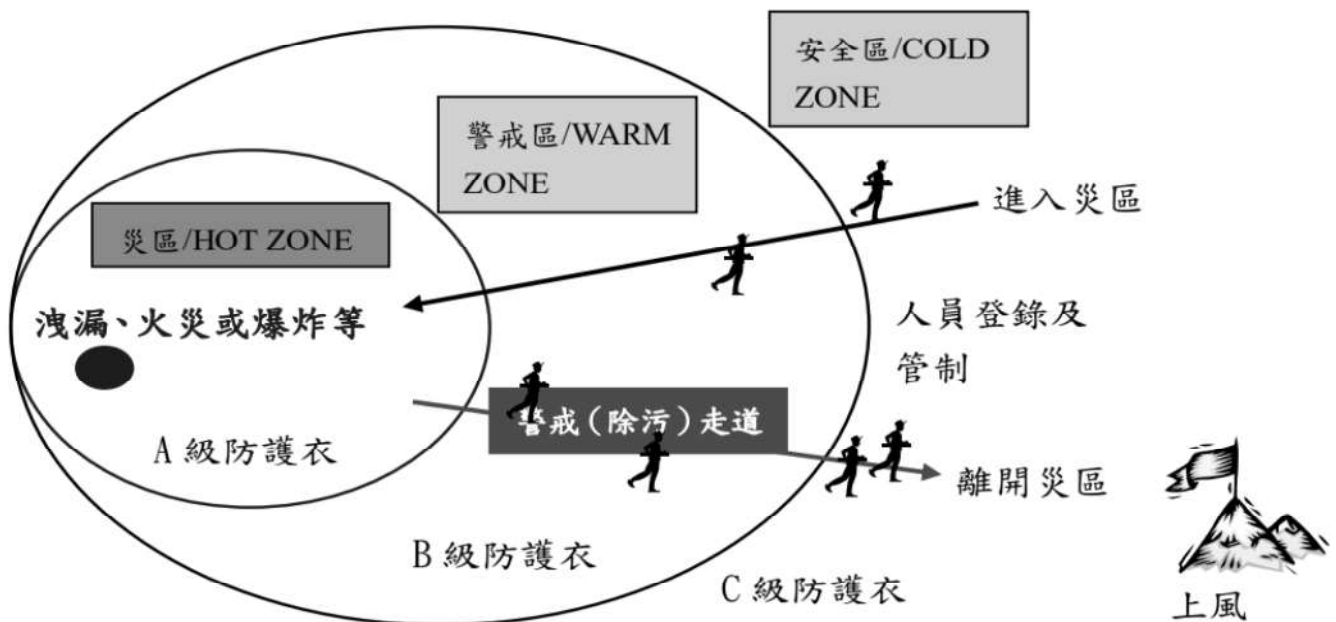 安全區/COLD
ZONE
警戒區/WARM
ZONE
進入災區
災區/HOT ZONE
洩漏、火災或爆炸等
人員登錄及
管制
警戒(除污)走道
A級防護衣
離開災區
B級防護衣
C級防護衣
上風